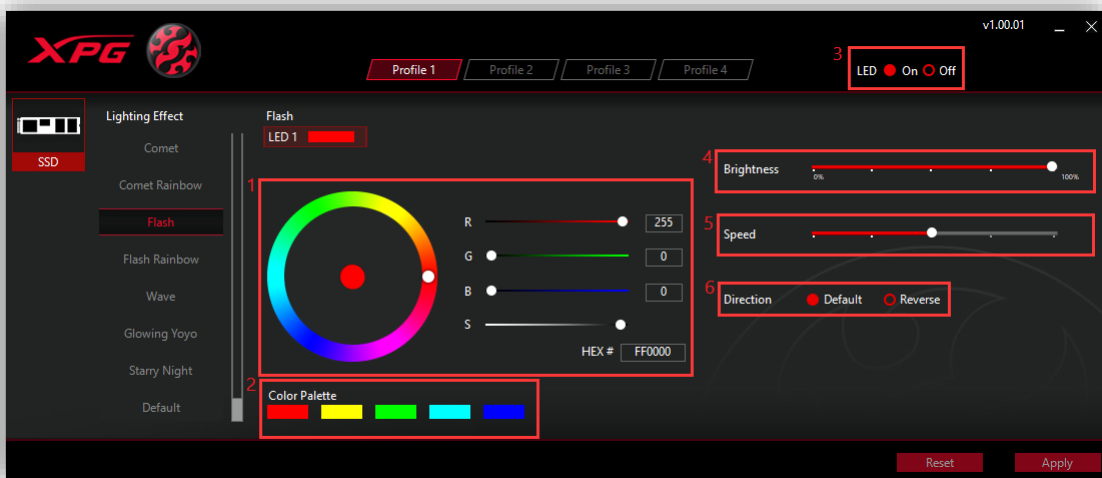 v1.00.01
XPG
Profile 1
Profile 2
Profile 3
Profile 4
3
LED On Off
SSD
Lighting Effect
Comet
Comet Rainbow
Flash
Flash Rainbow
Wave
Glowing Yoyo
Starry Night
Default
Flash
LED 1
1
R 255
G 0
B 0
S
HEX # FF0000
2
Color Palette
4
Brightness
0% 100%
5
Speed
6
Direction Default Reverse
Reset
Apply